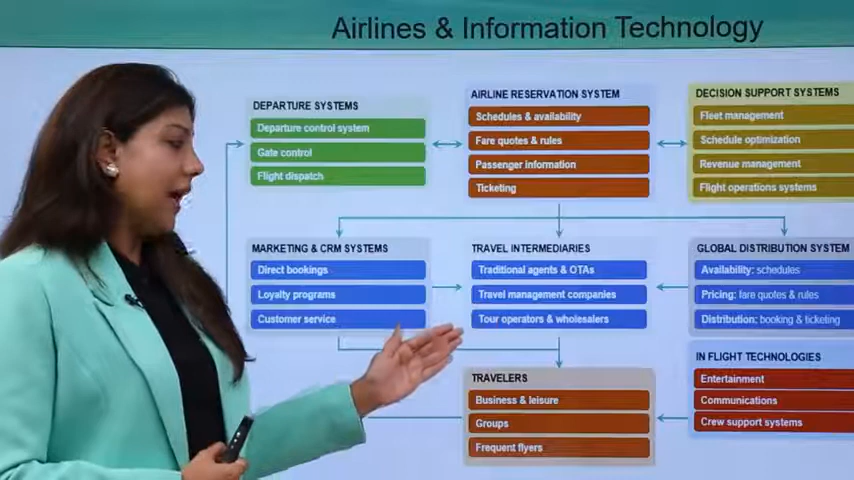 Airlines & Information Technology
DEPARTURE SYSTEMS
Departure control system
Gate control
Flight dispatch
AIRLINE RESERVATION SYSTEM
Schedules & availability
Fare quotes & rules
Passenger information
Ticketing
DECISION SUPPORT SYSTEMS
Fleet management
Schedule optimization
Revenue management
Flight operations systems
MARKETING & CRM SYSTEMS
Direct bookings
Loyalty programs
Customer service
TRAVEL INTERMEDIARIES
Traditional agents & OTAs
Travel management companies
Tour operators & wholesalers
GLOBAL DISTRIBUTION SYSTEM
Availability: schedules
Pricing: fare quotes & rules
Distribution: booking & ticketing
TRAVELERS
Business & leisure
Groups
Frequent flyers
IN FLIGHT TECHNOLOGIES
Entertainment
Communications
Crew support systems